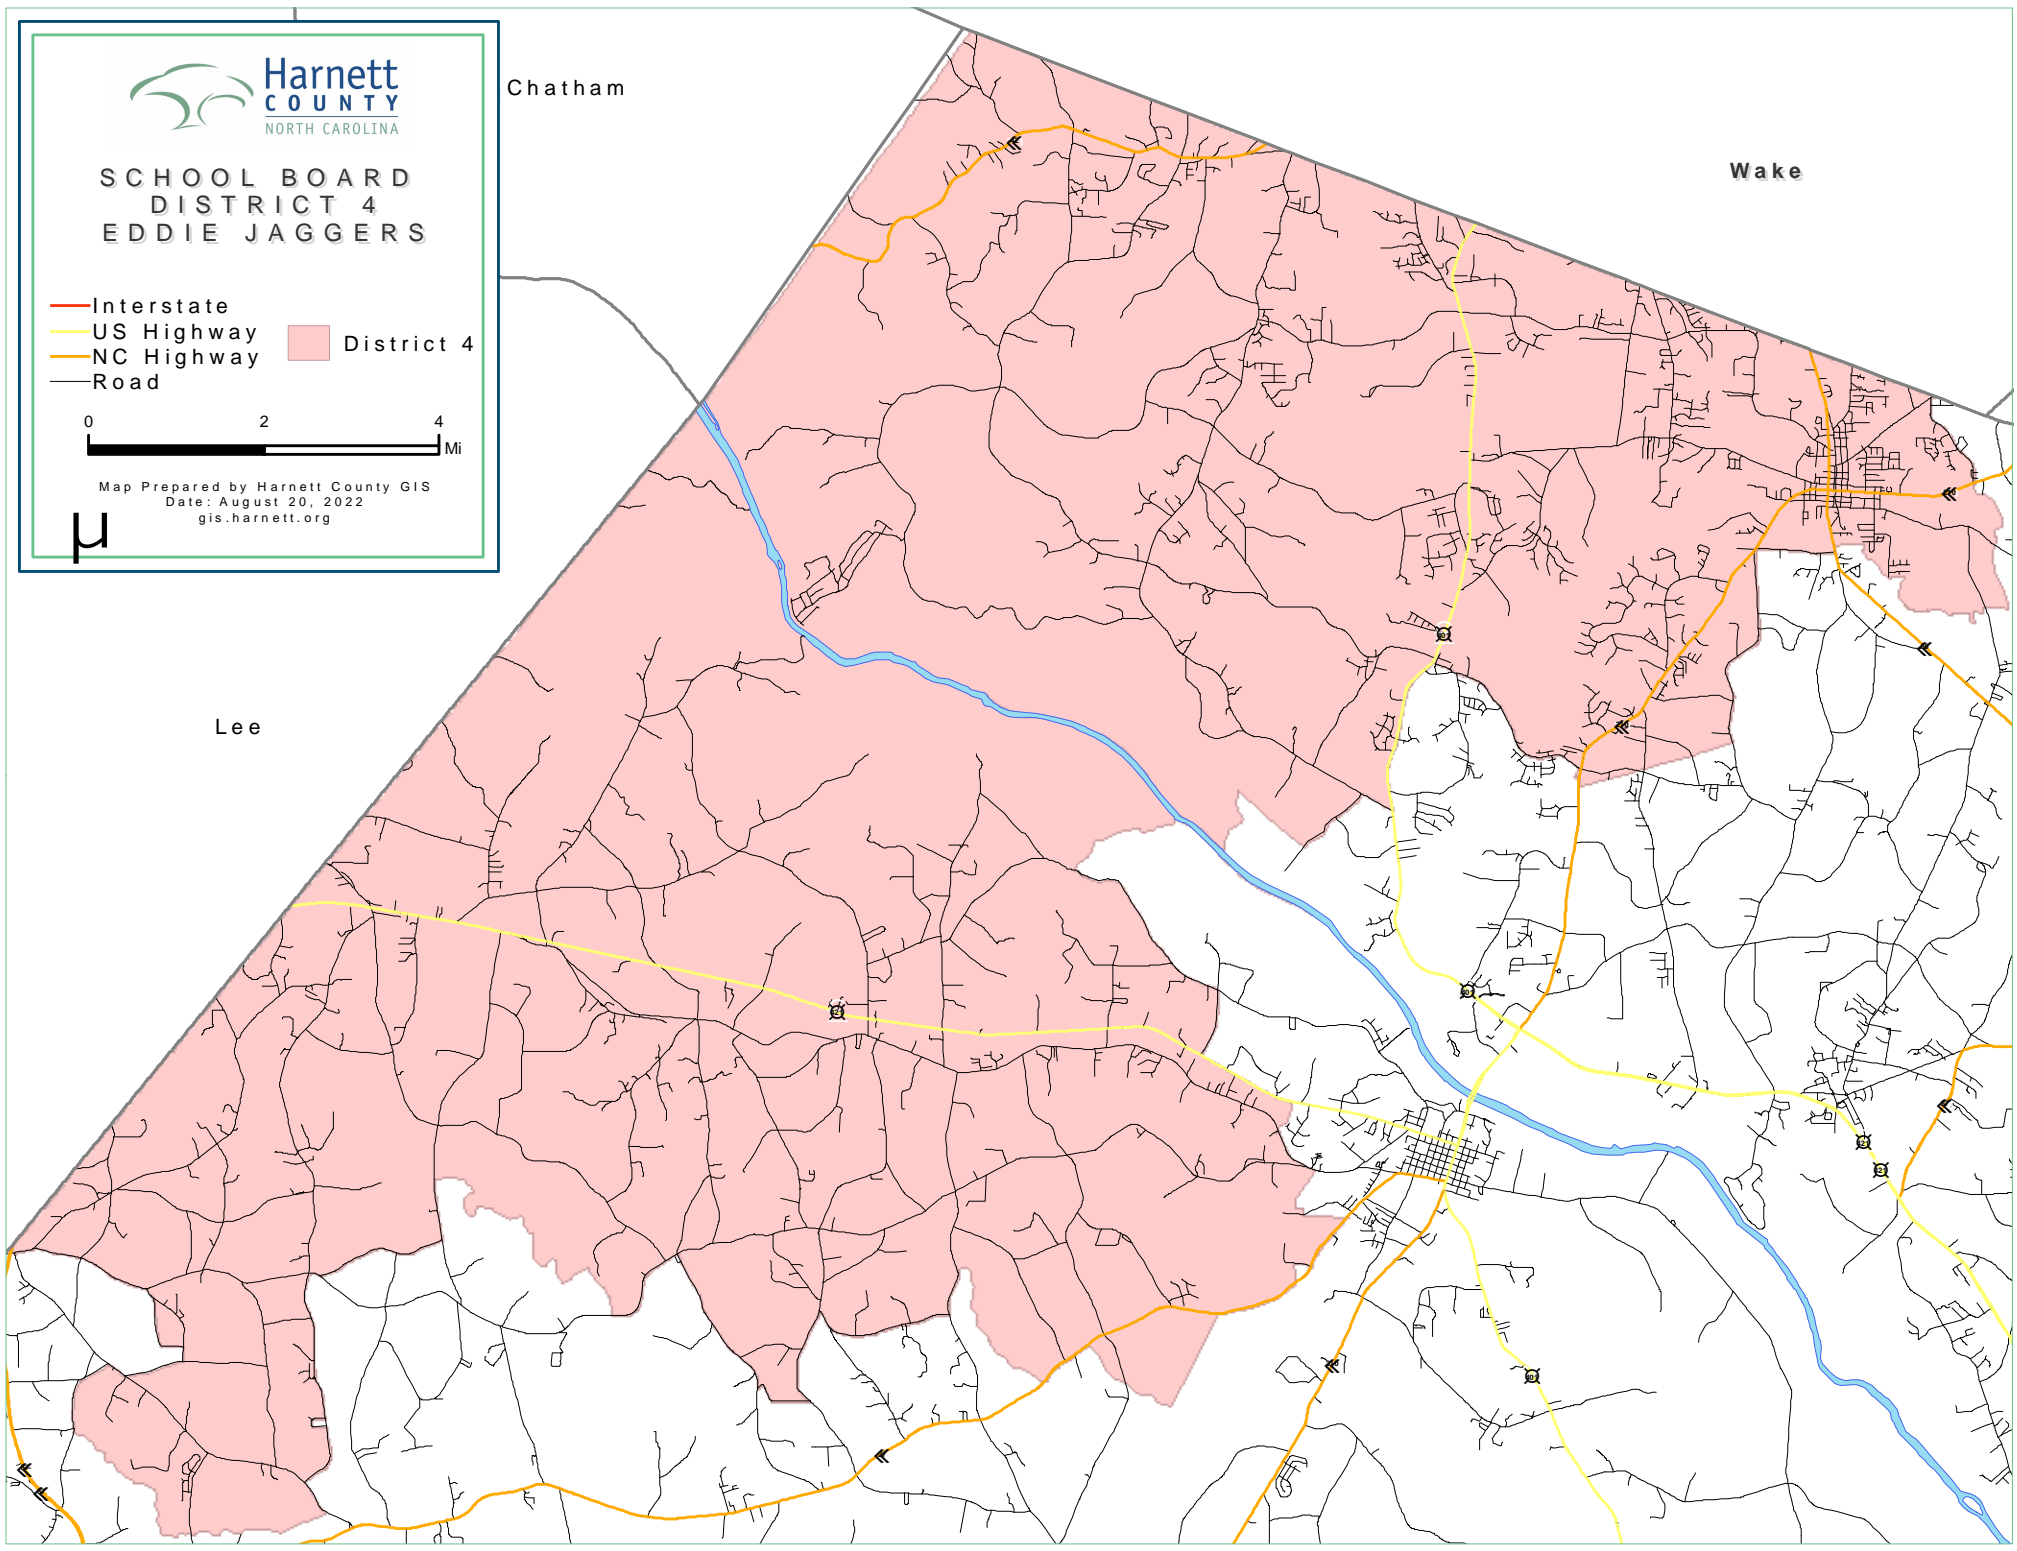 Harnett
COUNTY
NORTH CAROLINA
SCHOOL BOARD
DISTRICT 4
EDDIE JAGGERS
Interstate
US Highway
NC Highway
Road
District 4
0 2 4
Mi
Map Prepared by Harnett County GIS
Date: August 20, 2022
gis.harnett.org
µ
Chatham
Wake
Lee